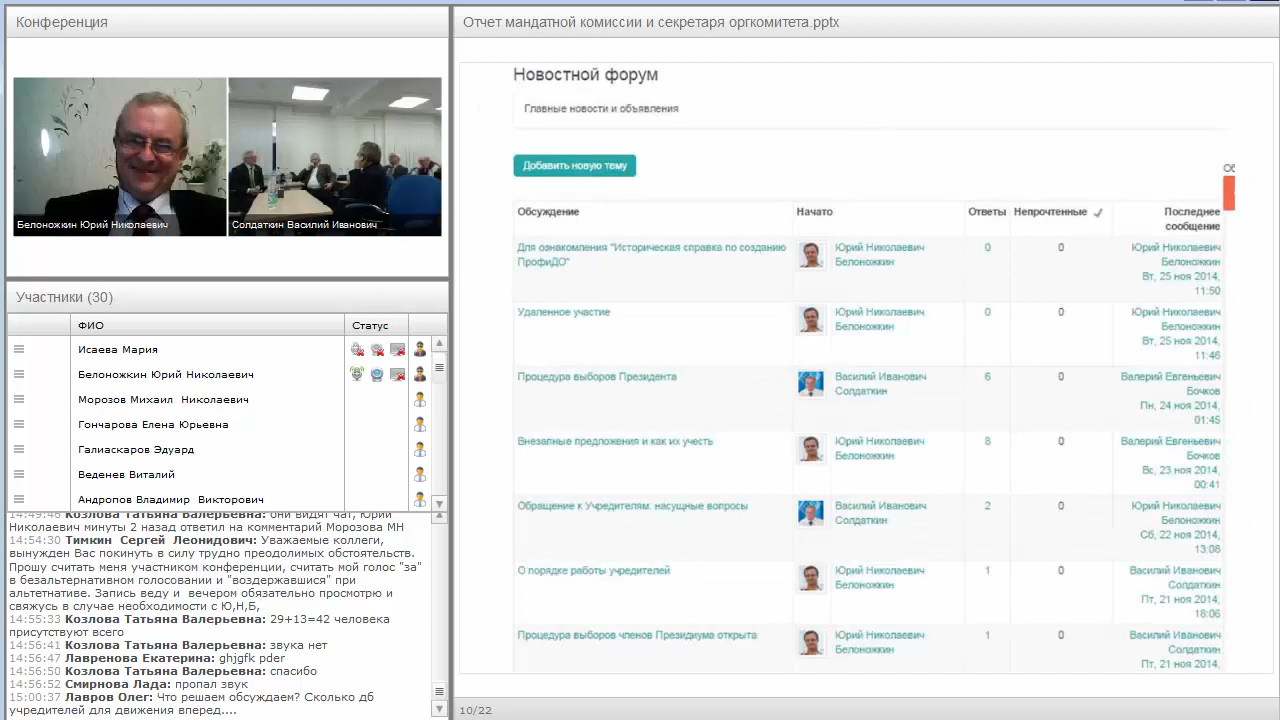 Конференция
Белоножкин Юрий Николаевич
Солдаткин Василий Иванович
Участники (30)
ФИО
Статус
Исаева Мария
Белоножкин Юрий Николаевич
Морозов Михаил Николаевич
Гончарова Елена Юрьевна
Галиаскаров Эдуард
Веденев Виталий
Андропов Владимир Викторович
14:49:46 Козлова Татьяна Валерьевна: они видят чат, Юрий
Николаевич минуты 2 назад ответил на комментарий Морозова МН
14:54:30 Тимкин Сергей Леонидович: Уважаемые коллеги,
вынужден Вас покинуть в силу трудно преодолимых обстоятельств.
Прошу считать меня участником конференции, считать мой голос "за"
в безальтернативном голосовании и "воздержавшися" при
альтетнативе. Запись веду и вечером обязательно просмотрю и
свяжусь в случае необходимости с Ю,Н,Б,
14:55:33 Козлова Татьяна Валерьевна: 29+13=42 человека
присутствуют всего
14:56:41 Козлова Татьяна Валерьевна: звука нет
14:56:47 Лавренова Екатерина: ghjgfk pder
14:56:50 Козлова Татьяна Валерьевна: спасибо
14:56:52 Смирнова Лада: пропал звук
15:00:37 Лавров Олег: Что решаем обсуждаем? Сколько дб
учредителей для движения вперед....
Отчет мандатной комиссии и секретаря оргкомитета.pptx
Новостной форум
Главные новости и объявления
Добавить новую тему
Об
Обсуждение Начато Ответы Непрочтенные Последнее
сообщение
Для ознакомления "Историческая справка по созданию Юрий Николаевич 0 0 Юрий Николаевич
ПрофиДО" Белоножкин Белоножкин
Вт, 25 ноя 2014,
11:50
Удаленное участие Юрий Николаевич 0 0 Юрий Николаевич
Белоножкин Белоножкин
Вт, 25 ноя 2014,
11:46
Процедура выборов Президента Василий Иванович 6 0 Валерий Евгеньевич
Солдаткин Бочков
Пн, 24 ноя 2014,
01:45
Внезапные предложения и как их учесть Юрий Николаевич 8 0 Валерий Евгеньевич
Белоножкин Бочков
Вс, 23 ноя 2014,
00:41
Обращение к Учредителям: насущные вопросы Василий Иванович 2 0 Юрий Николаевич
Солдаткин Белоножкин
Сб, 22 ноя 2014,
13:08
О порядке работы учредителей Юрий Николаевич 1 0 Василий Иванович
Белоножкин Солдаткин
Пт, 21 ноя 2014,
18:06
Процедура выборов членов Президиума открыта Юрий Николаевич 1 0 Василий Иванович
Белоножкин Солдаткин
Пт, 21 ноя 2014,
10/22